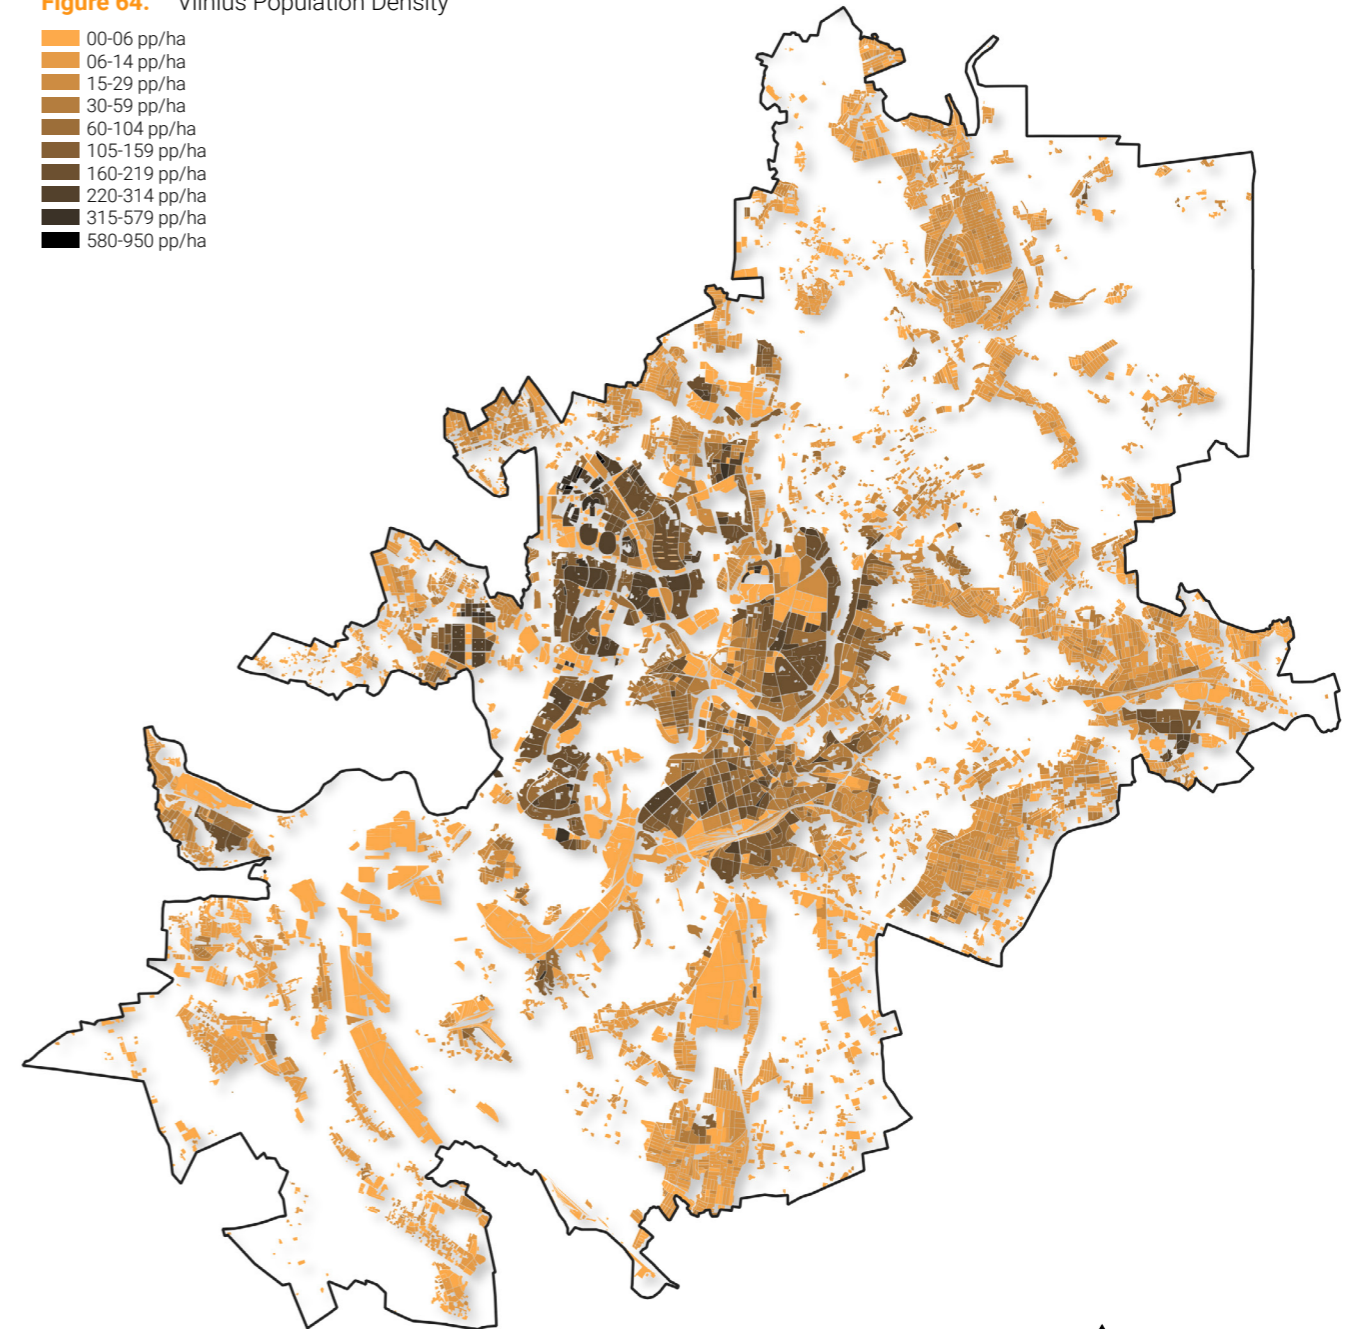 Figure 64. Vilnius Population Density
00-06 pp/ha
06-14 pp/ha
15-29 pp/ha
30-59 pp/ha
60-104 pp/ha
105-159 pp/ha
160-219 pp/ha
220-314 pp/ha
315-579 pp/ha
580-950 pp/ha